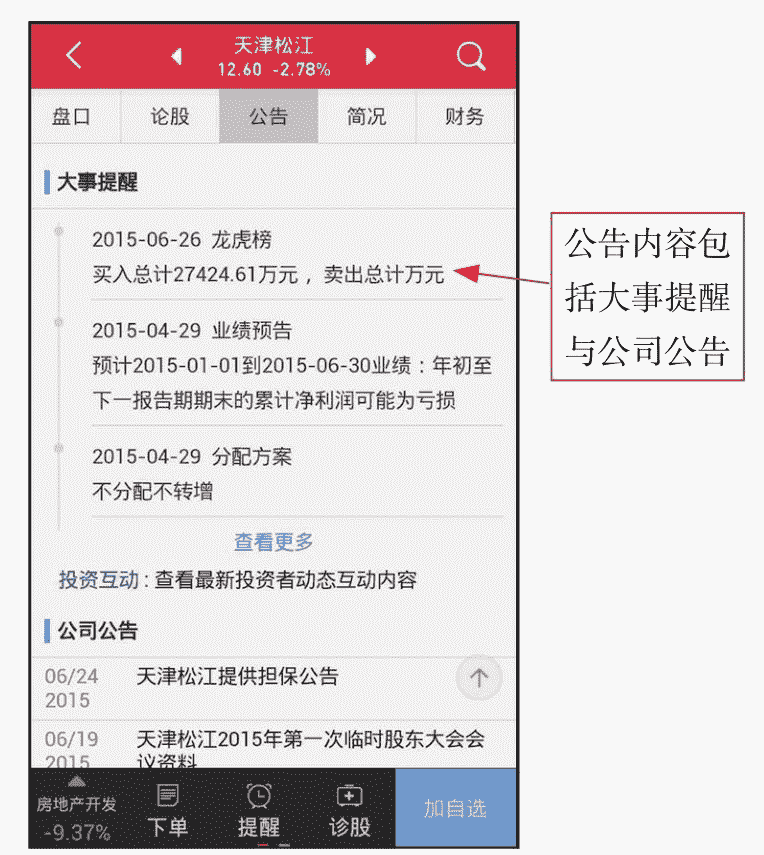 天津松江
12.60 -2.78%
盘口 论股 公告 简况 财务
大事提醒
2015-06-26 龙虎榜
买入总计27424.61万元，卖出总计万元
2015-04-29 业绩预告
预计2015-01-01到2015-06-30业绩：年初至
下一报告期期末的累计净利润可能为亏损
2015-04-29 分配方案
不分配不转增
查看更多
投资互动：查看最新投资者动态互动内容
公司公告
06/24 天津松江提供担保公告
2015
06/19 天津松江2015年第一次临时股东大会会
2015 议资料
房地产开发
-9.37%
下单 提醒 诊股 加自选
公告内容包
括大事提醒
与公司公告